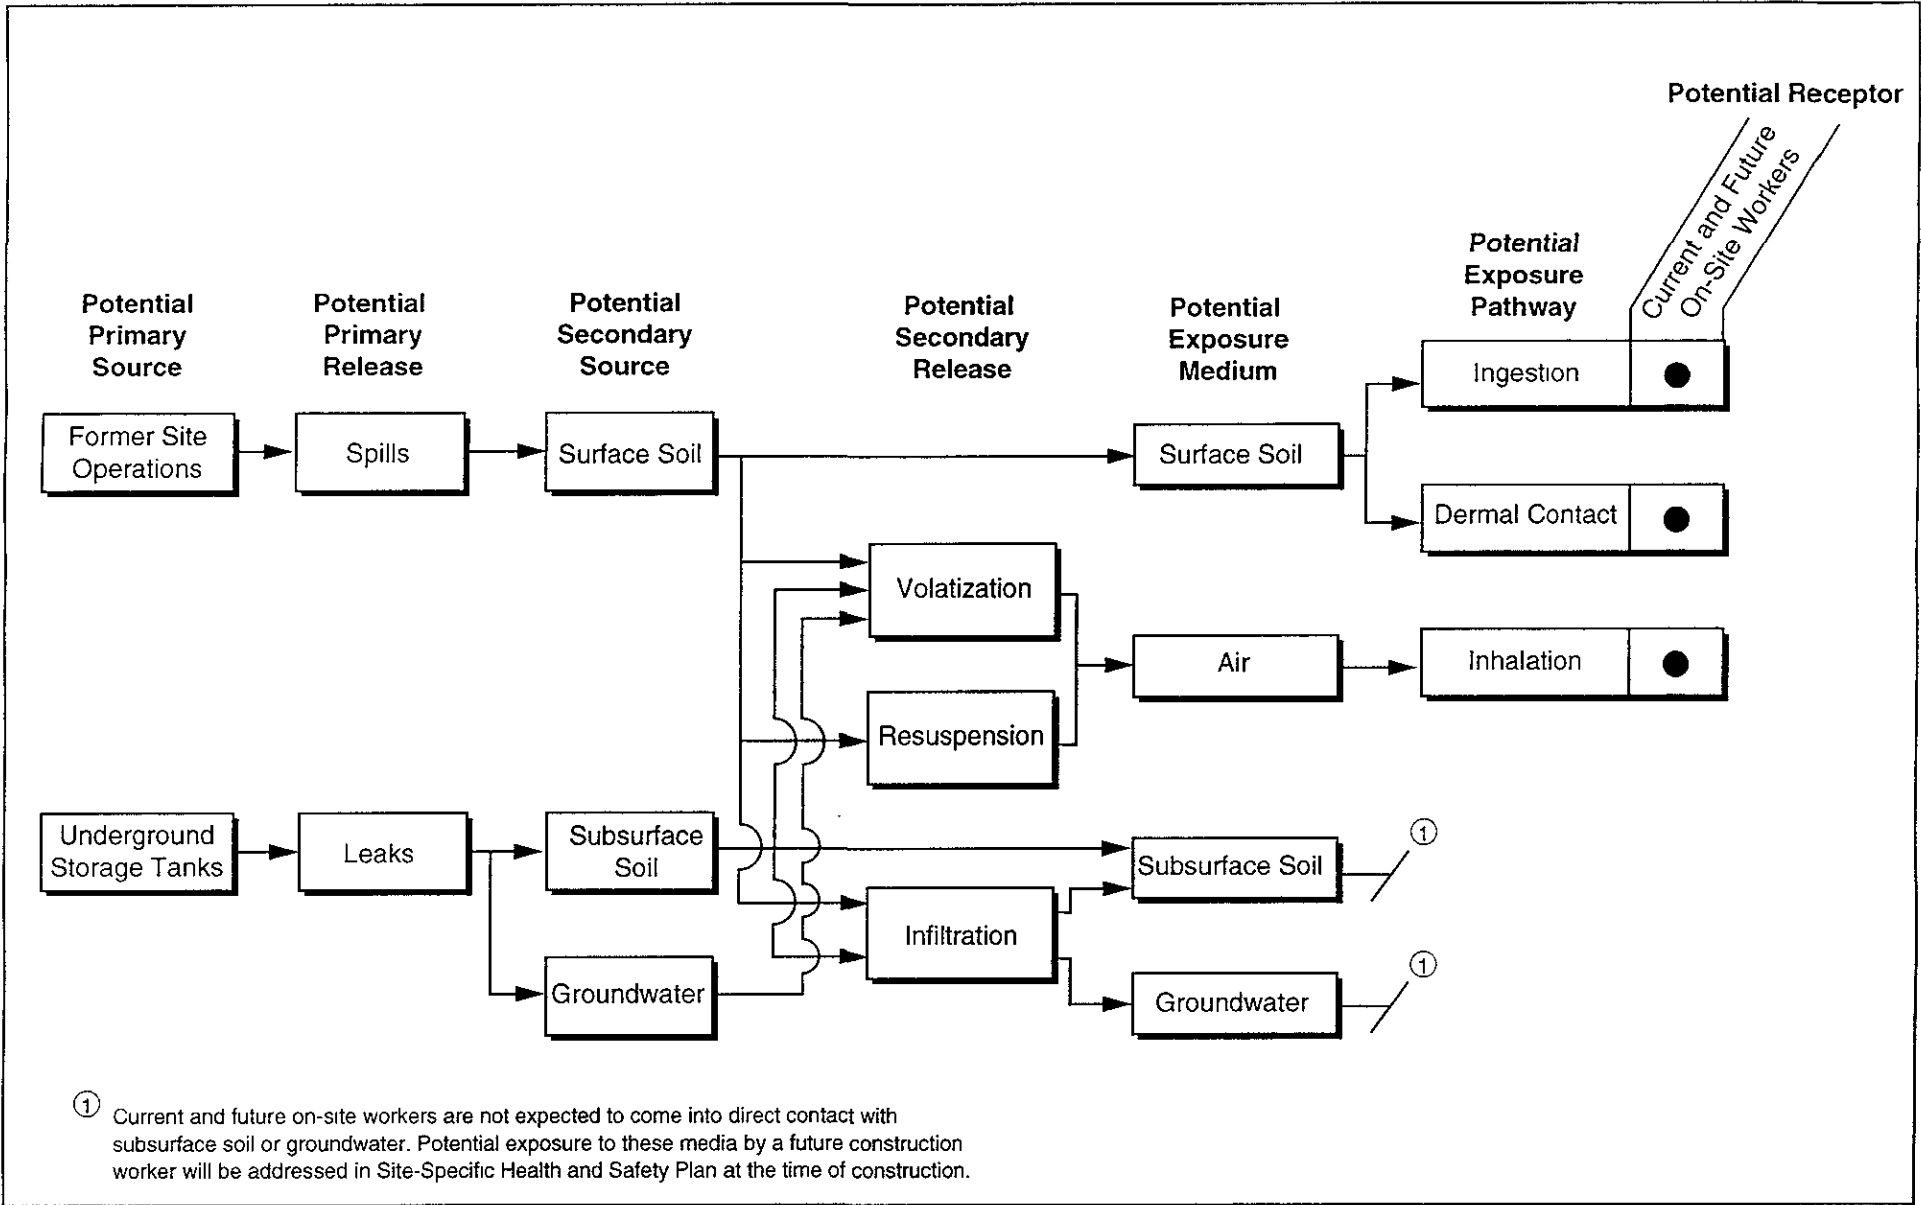 Potential Receptor
Current and Future
On-Site Workers
Potential
Primary
Source
Potential
Primary
Release
Potential
Secondary
Source
Potential
Secondary
Release
Potential
Exposure
Medium
Potential
Exposure
Pathway
Former Site
Operations
Spills
Surface Soil
Surface Soil
Ingestion
Dermal Contact
Volatization
Resuspension
Air
Inhalation
Underground
Storage Tanks
Leaks
Subsurface
Soil
Groundwater
Infiltration
Subsurface Soil
1
Groundwater
1
1 Current and future on-site workers are not expected to come into direct contact with
subsurface soil or groundwater. Potential exposure to these media by a future construction
worker will be addressed in Site-Specific Health and Safety Plan at the time of construction.